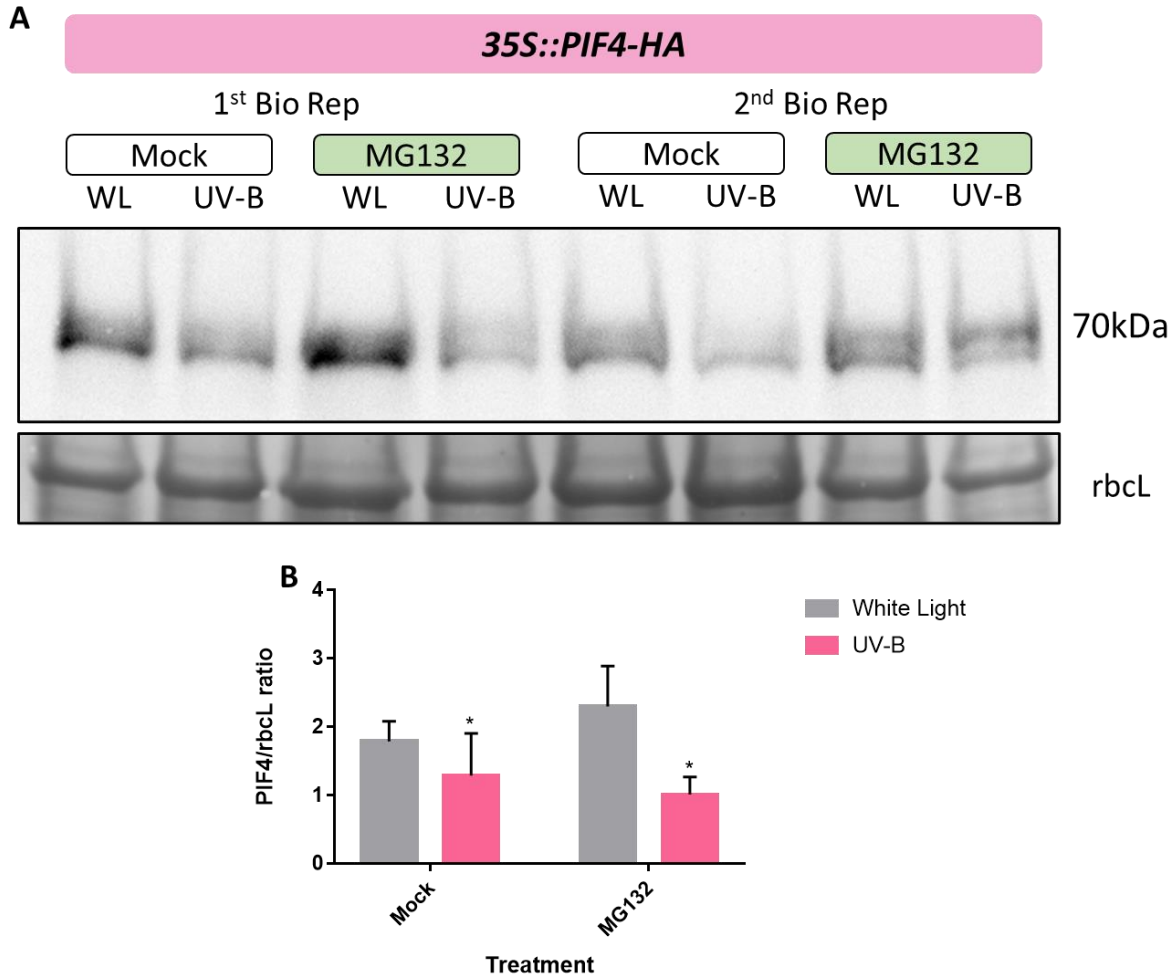 A
35S::PIF4-HA
1st Bio Rep 2nd Bio Rep
Mock MG132 Mock MG132
WL UV-B WL UV-B WL UV-B WL UV-B
70kDa
rbcL
B
4
3
2
1
0
PIF4/rbcL ratio
* *
Mock MG132
Treatment
White Light
UV-B